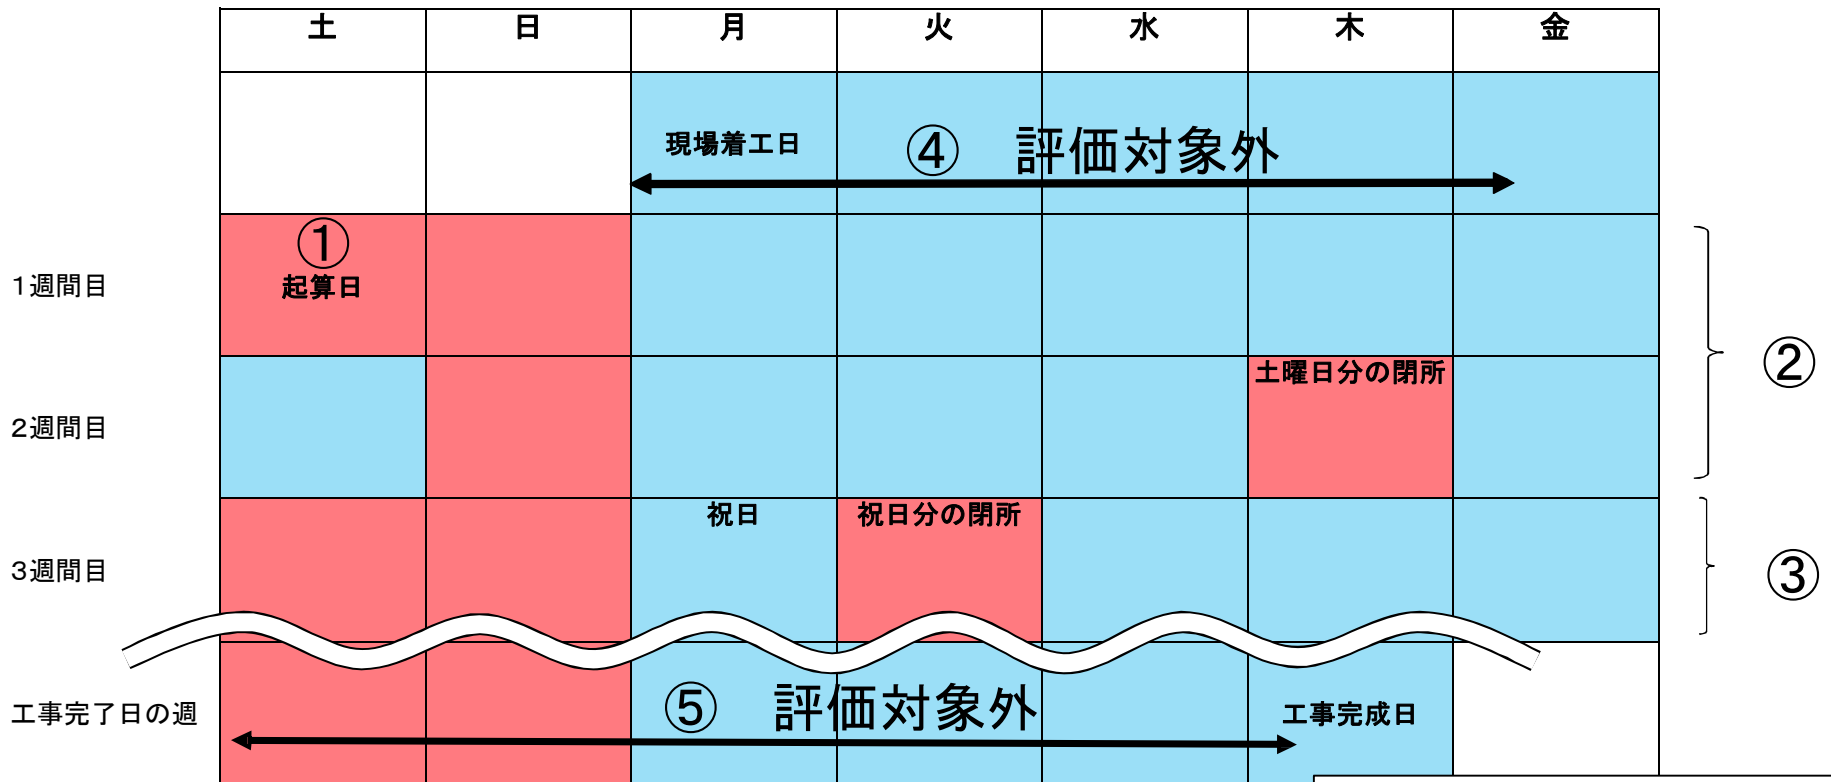 土 日 月 火 水 木 金
現場着工日 ④ 評価対象外
①
起算日
1週間目
②
土曜日分の閉所
2週間目
祝日 祝日分の閉所
3週間目
③
⑤ 評価対象外
工事完了日の週
工事完成日